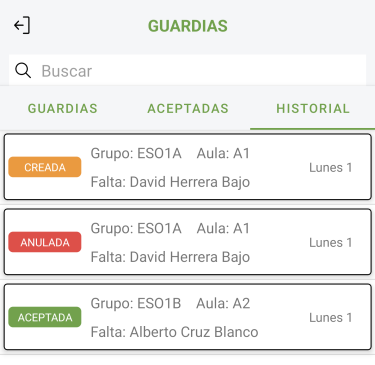 GUARDIAS
Buscar
GUARDIAS ACEPTADAS HISTORIAL
Grupo: ESO1A Aula: A1
CREADA Lunes 1
Falta: David Herrera Bajo
Grupo: ESO1A Aula: A1
ANULADA Lunes 1
Falta: David Herrera Bajo
Grupo: ESO1B Aula: A2
ACEPTADA Lunes 1
Falta: Alberto Cruz Blanco